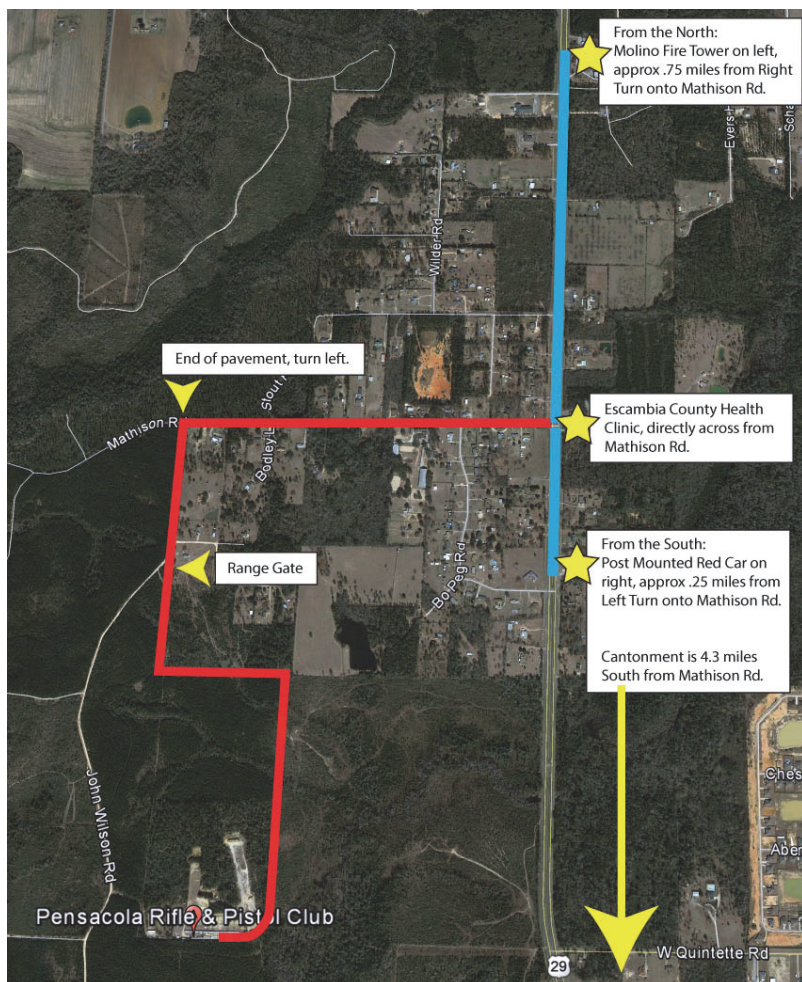 From the North:
Molino Fire Tower on left,
approx .75 miles from Right
Turn onto Mathison Rd.
Evers
Scha
Wilder Rd
End of pavement, turn left.
Stout
Mathison R
Bodley L
Escambia County Health
Clinic, directly across from
Mathison Rd.
Range Gate
Bo Peg Rd
From the South:
Post Mounted Red Car on
right, approx .25 miles from
Left Turn onto Mathison Rd.
Cantonment is 4.3 miles
South from Mathison Rd.
Ches
John Wilson Rd
Aber
Pensacola Rifle & Pistol Club
W Quintette Rd
29